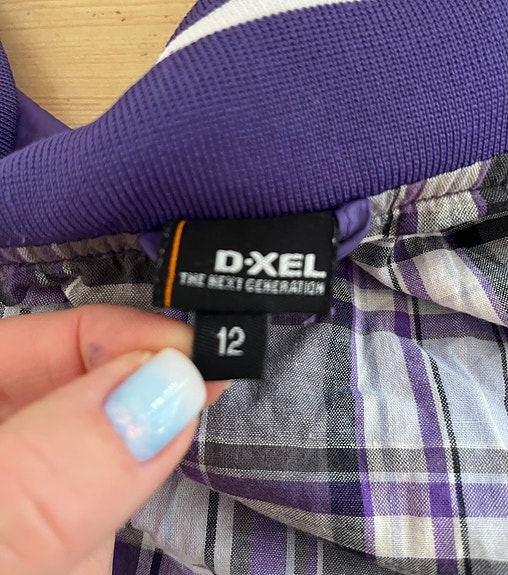 D-XEL
THE NEXT GENERATION
12